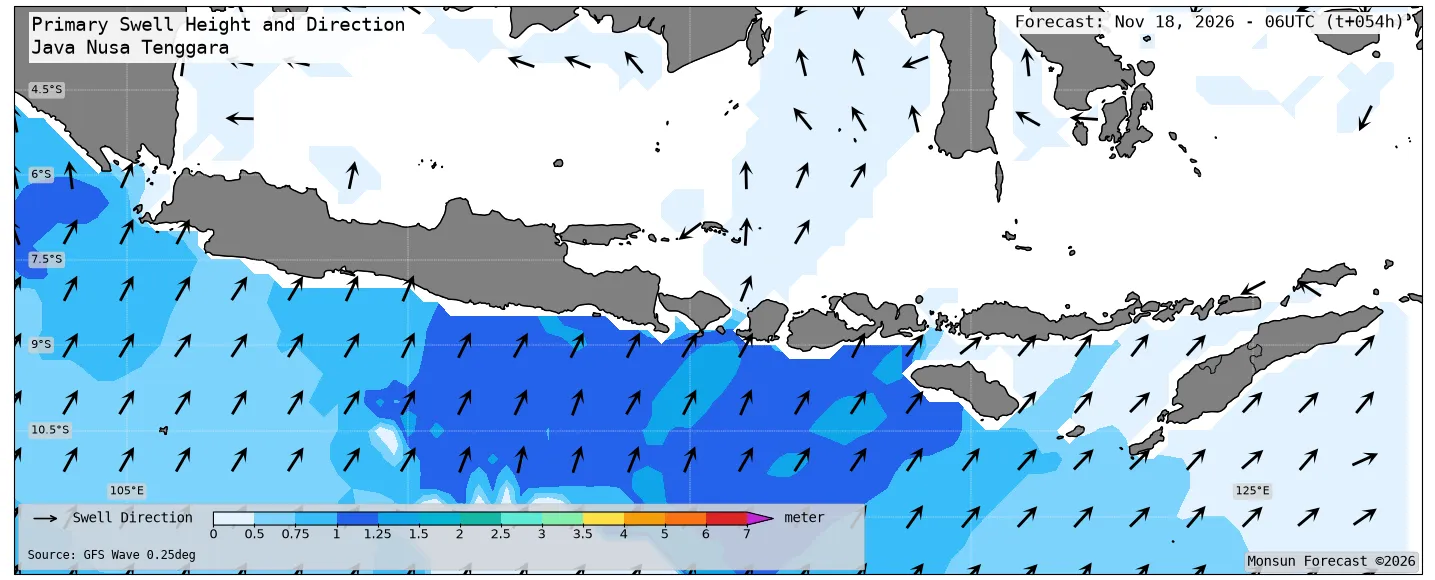 Primary Swell Height and Direction
Java Nusa Tenggara
Forecast: Nov 18, 2026 - 06UTC (t+054h)
4.5°S
6°S
7.5°S
9°S
10.5°S
105°E
125°E
Swell Direction
0 0.5 0.75 1 1.25 1.5 2 2.5 3 3.5 4 5 6 7
meter
Source: GFS Wave 0.25deg
Monsun Forecast ©2026